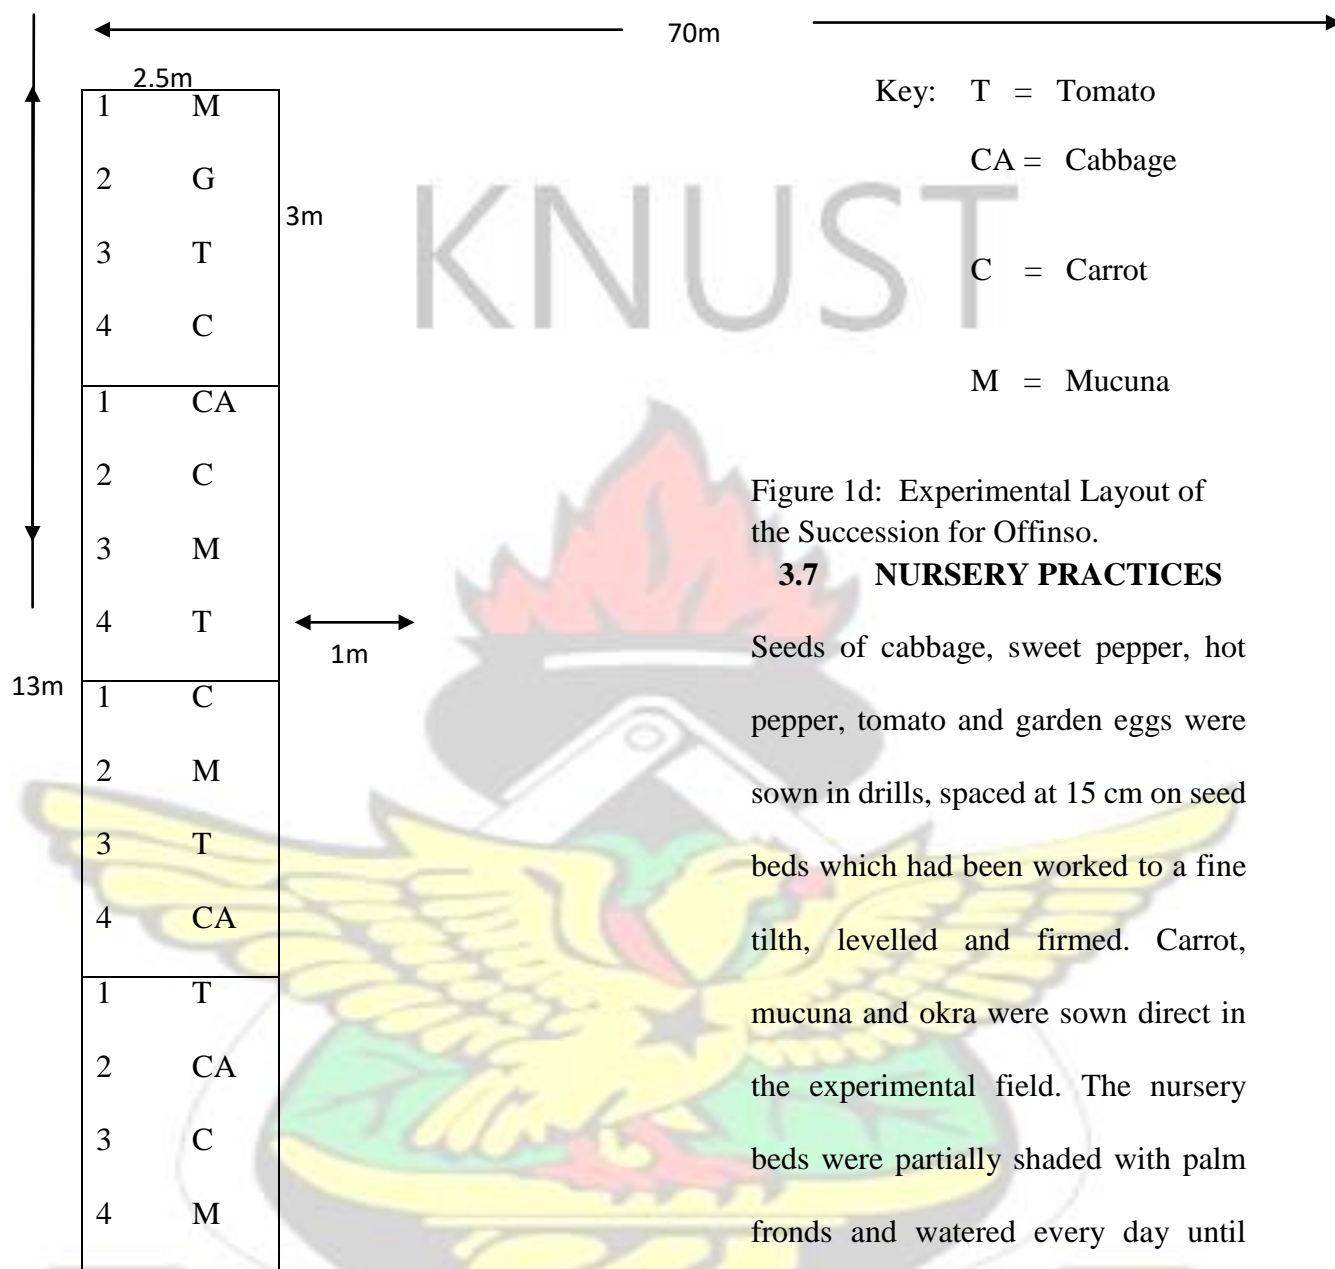 70m
2.5m
1 M
2 G
3 T
3m
4 C
1 CA
2 C
3 M
4 T
1m
13m
1 C
2 M
3 T
4 CA
1 T
2 CA
3 C
4 M
KNUST
Key: T = Tomato
CA = Cabbage
C = Carrot
M = Mucuna
Figure 1d: Experimental Layout of
the Succession for Offinso.
3.7 NURSERY PRACTICES
Seeds of cabbage, sweet pepper, hot
pepper, tomato and garden eggs were
sown in drills, spaced at 15 cm on seed
beds which had been worked to a fine
tilth, levelled and firmed. Carrot,
mucuna and okra were sown direct in
the experimental field. The nursery
beds were partially shaded with palm
fronds and watered every day until